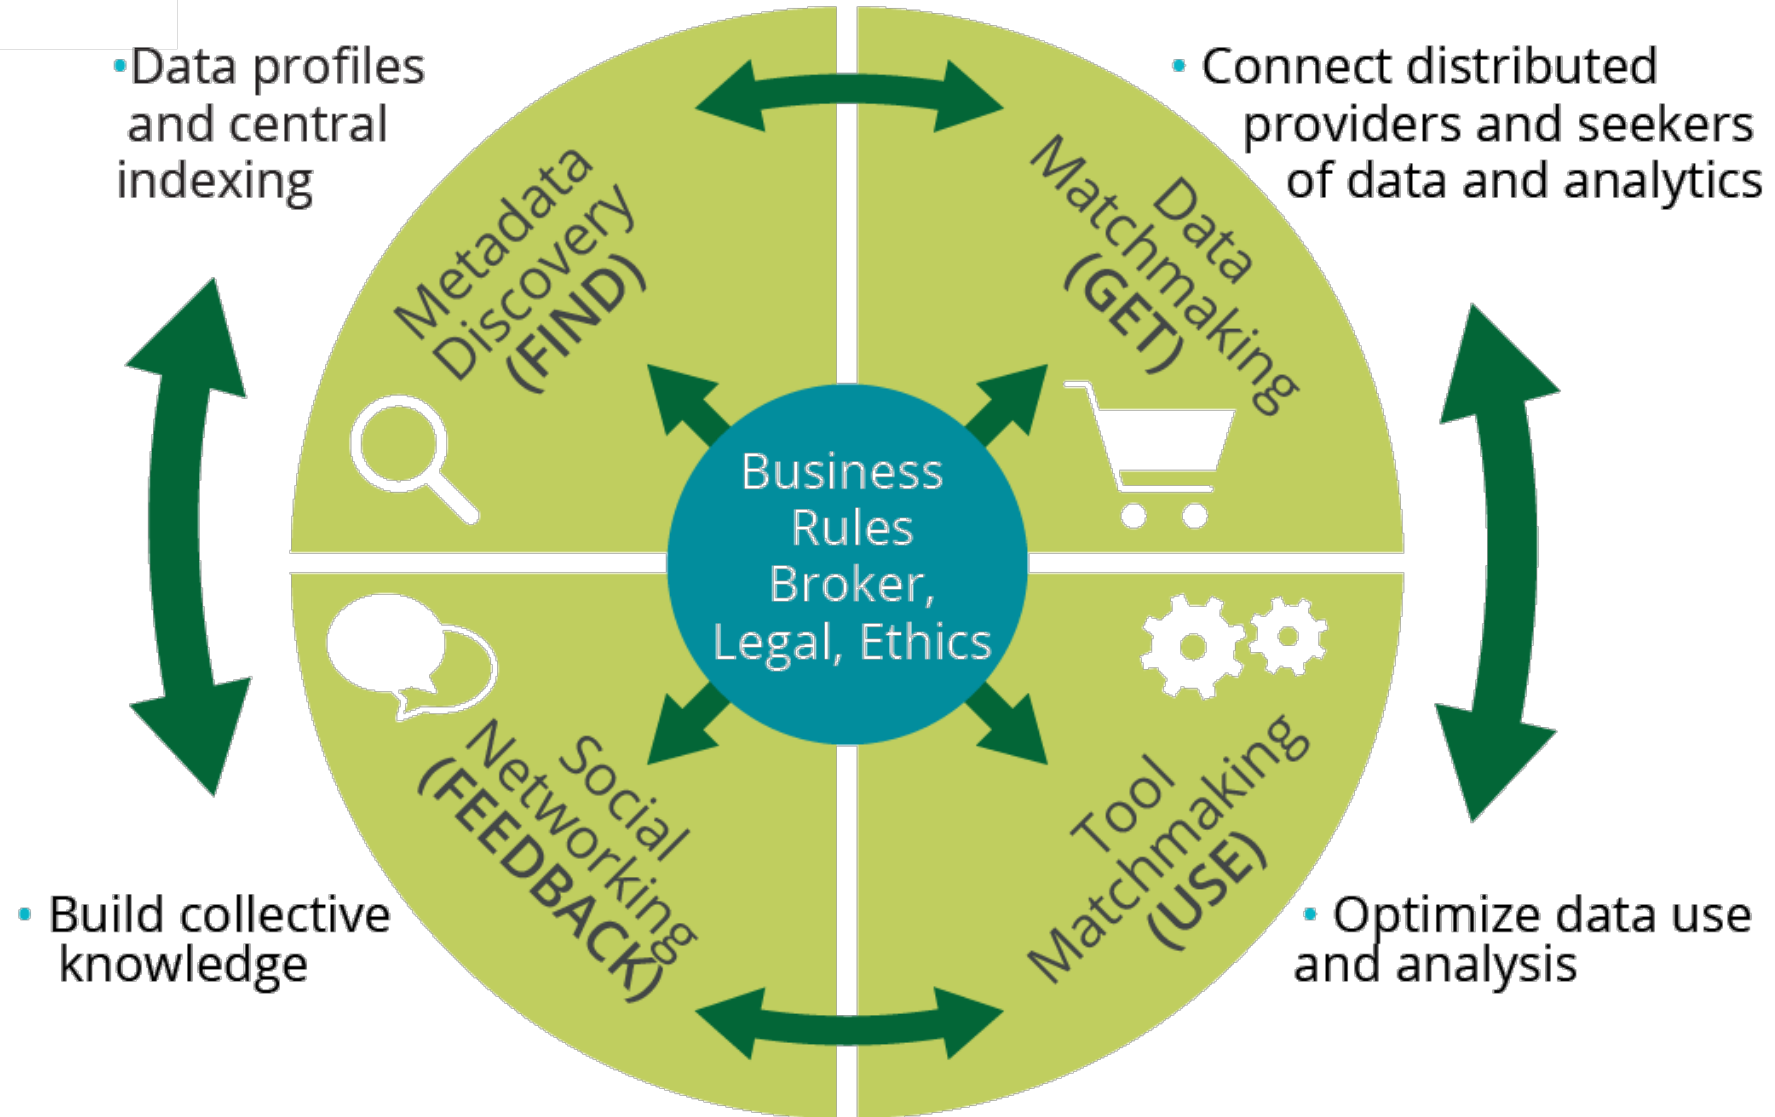 •Data profiles
and central
indexing
• Connect distributed
providers and seekers
of data and analytics
Metadata
Discovery
(FIND)
Data
Matchmaking
(GET)
Business
Rules
Broker,
Legal, Ethics
Social
Networking
(FEEDBACK)
Tool
Matchmaking
(USE)
• Build collective
knowledge
• Optimize data use
and analysis